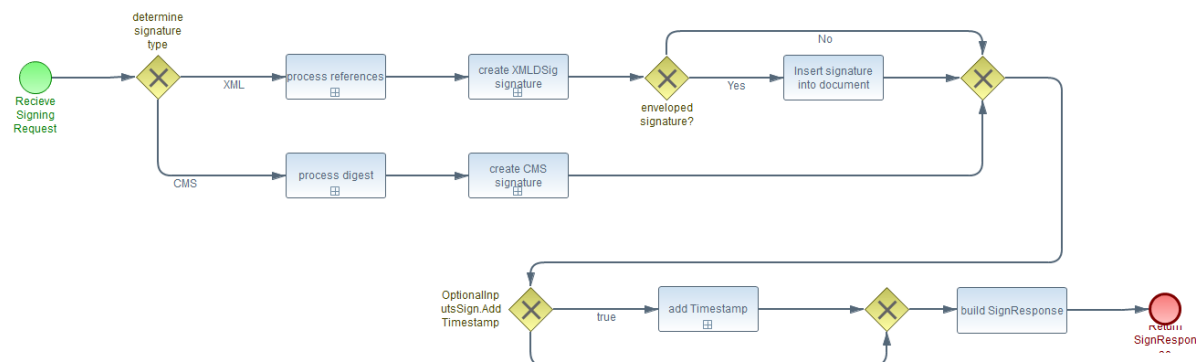 determine
signature
type
No
process references
create XMLDSig
signature
Insert signature
into document
XML
Yes
Recieve
Signing
Request
enveloped
signature?
process digest
create CMS
signature
CMS
OptionalInp
utsSign.Add
Timestamp
true
add Timestamp
build SignResponse
Return
SignRespon